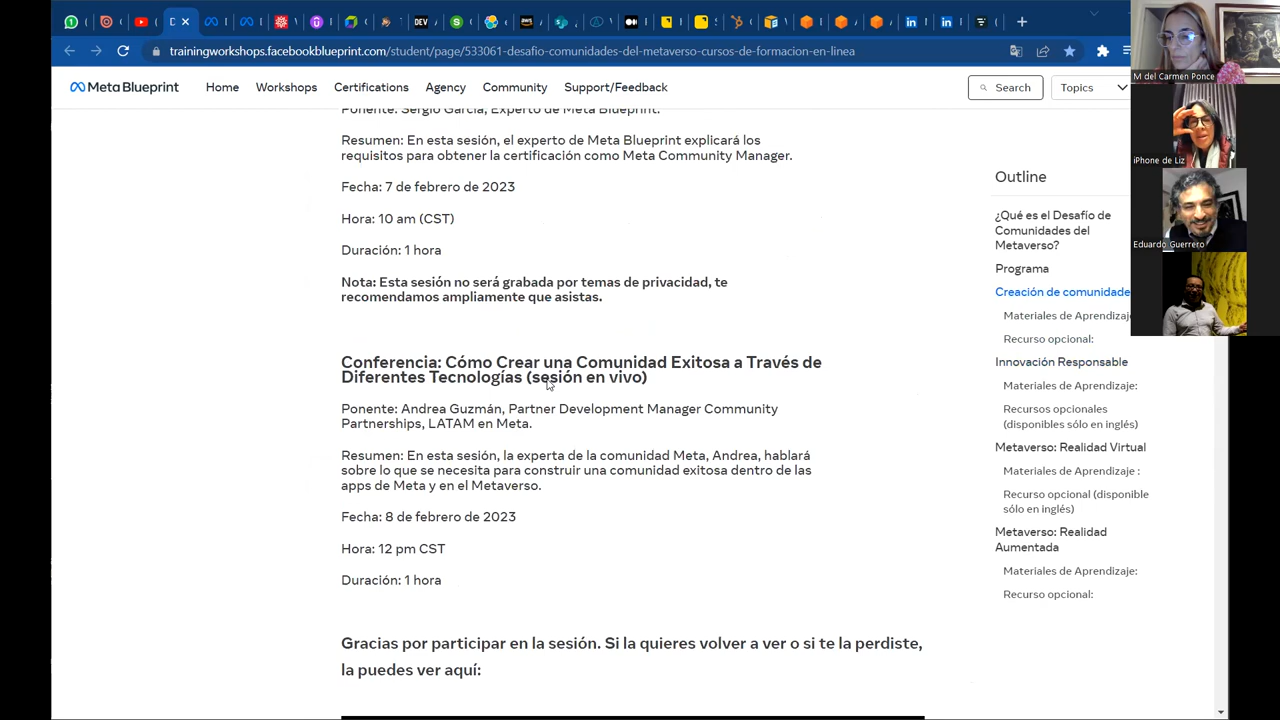 DEV
aws
trainingworkshops.facebookblueprint.com/student/page/533061-desafio-comunidades-del-metaverso-cursos-de-formacion-en-linea
Meta Blueprint
Home
Workshops
Certifications
Agency
Community
Support/Feedback
Search
Topics
Ponente: Sergio García, Experto de Meta Blueprint.
Resumen: En esta sesión, el experto de Meta Blueprint explicará los
requisitos para obtener la certificación como Meta Community Manager.
Fecha: 7 de febrero de 2023
Hora: 10 am (CST)
Duración: 1 hora
Nota: Esta sesión no será grabada por temas de privacidad, te
recomendamos ampliamente que asistas.
Conferencia: Cómo Crear una Comunidad Exitosa a Través de
Diferentes Tecnologías (sesión en vivo)
Ponente: Andrea Guzmán, Partner Development Manager Community
Partnerships, LATAM en Meta.
Resumen: En esta sesión, la experta de la comunidad Meta, Andrea, hablará
sobre lo que se necesita para construir una comunidad exitosa dentro de las
apps de Meta y en el Metaverso.
Fecha: 8 de febrero de 2023
Hora: 12 pm CST
Duración: 1 hora
Gracias por participar en la sesión. Si la quieres volver a ver o si te la perdiste,
la puedes ver aquí:
Outline
¿Qué es el Desafío de
Comunidades del
Metaverso?
Programa
Creación de comunidade
Materiales de Aprendizaje:
Recurso opcional:
Innovación Responsable
Materiales de Aprendizaje:
Recursos opcionales
(disponibles sólo en inglés)
Metaverso: Realidad Virtual
Materiales de Aprendizaje :
Recurso opcional (disponible
sólo en inglés)
Metaverso: Realidad
Aumentada
Materiales de Aprendizaje:
Recurso opcional:
M del Carmen Ponce
iPhone de Liz
Eduardo Guerrero